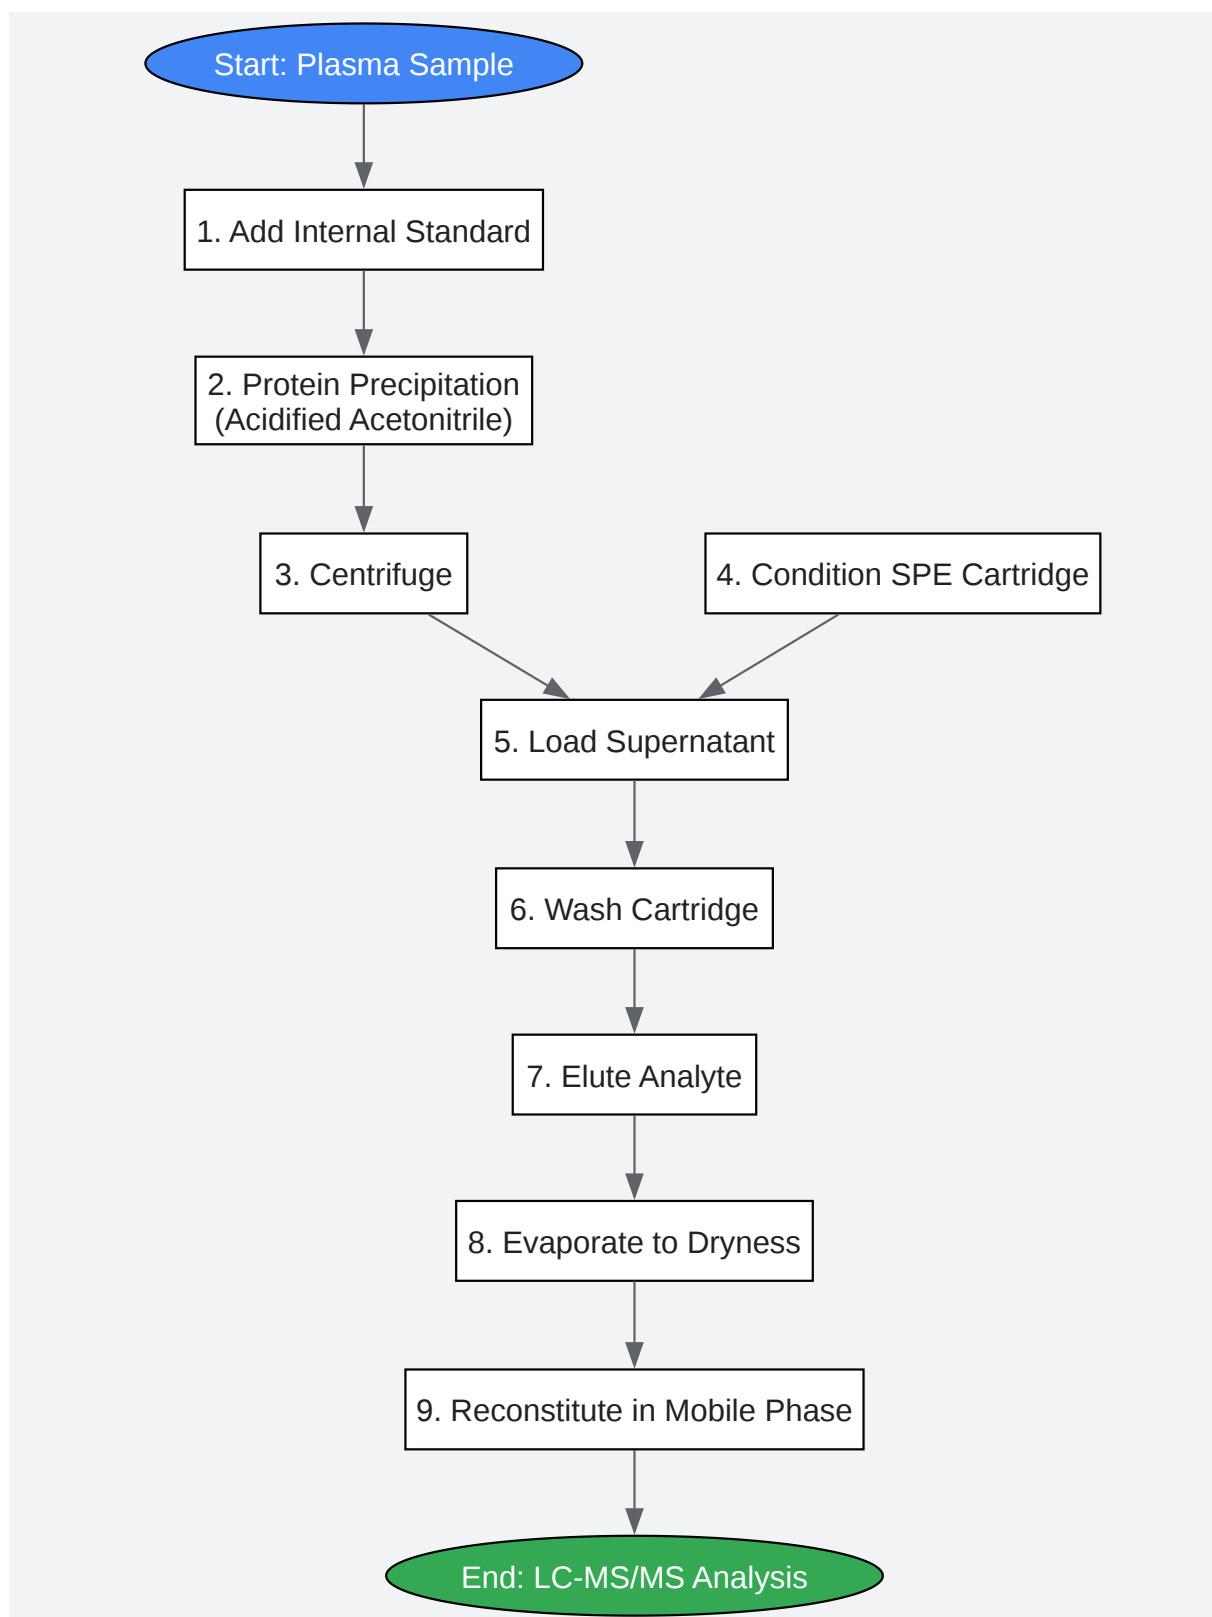 Start: Plasma Sample
1. Add Internal Standard
2. Protein Precipitation
(Acidified Acetonitrile)
3. Centrifuge
4. Condition SPE Cartridge
5. Load Supernatant
6. Wash Cartridge
7. Elute Analyte
8. Evaporate to Dryness
9. Reconstitute in Mobile Phase
End: LC-MS/MS Analysis